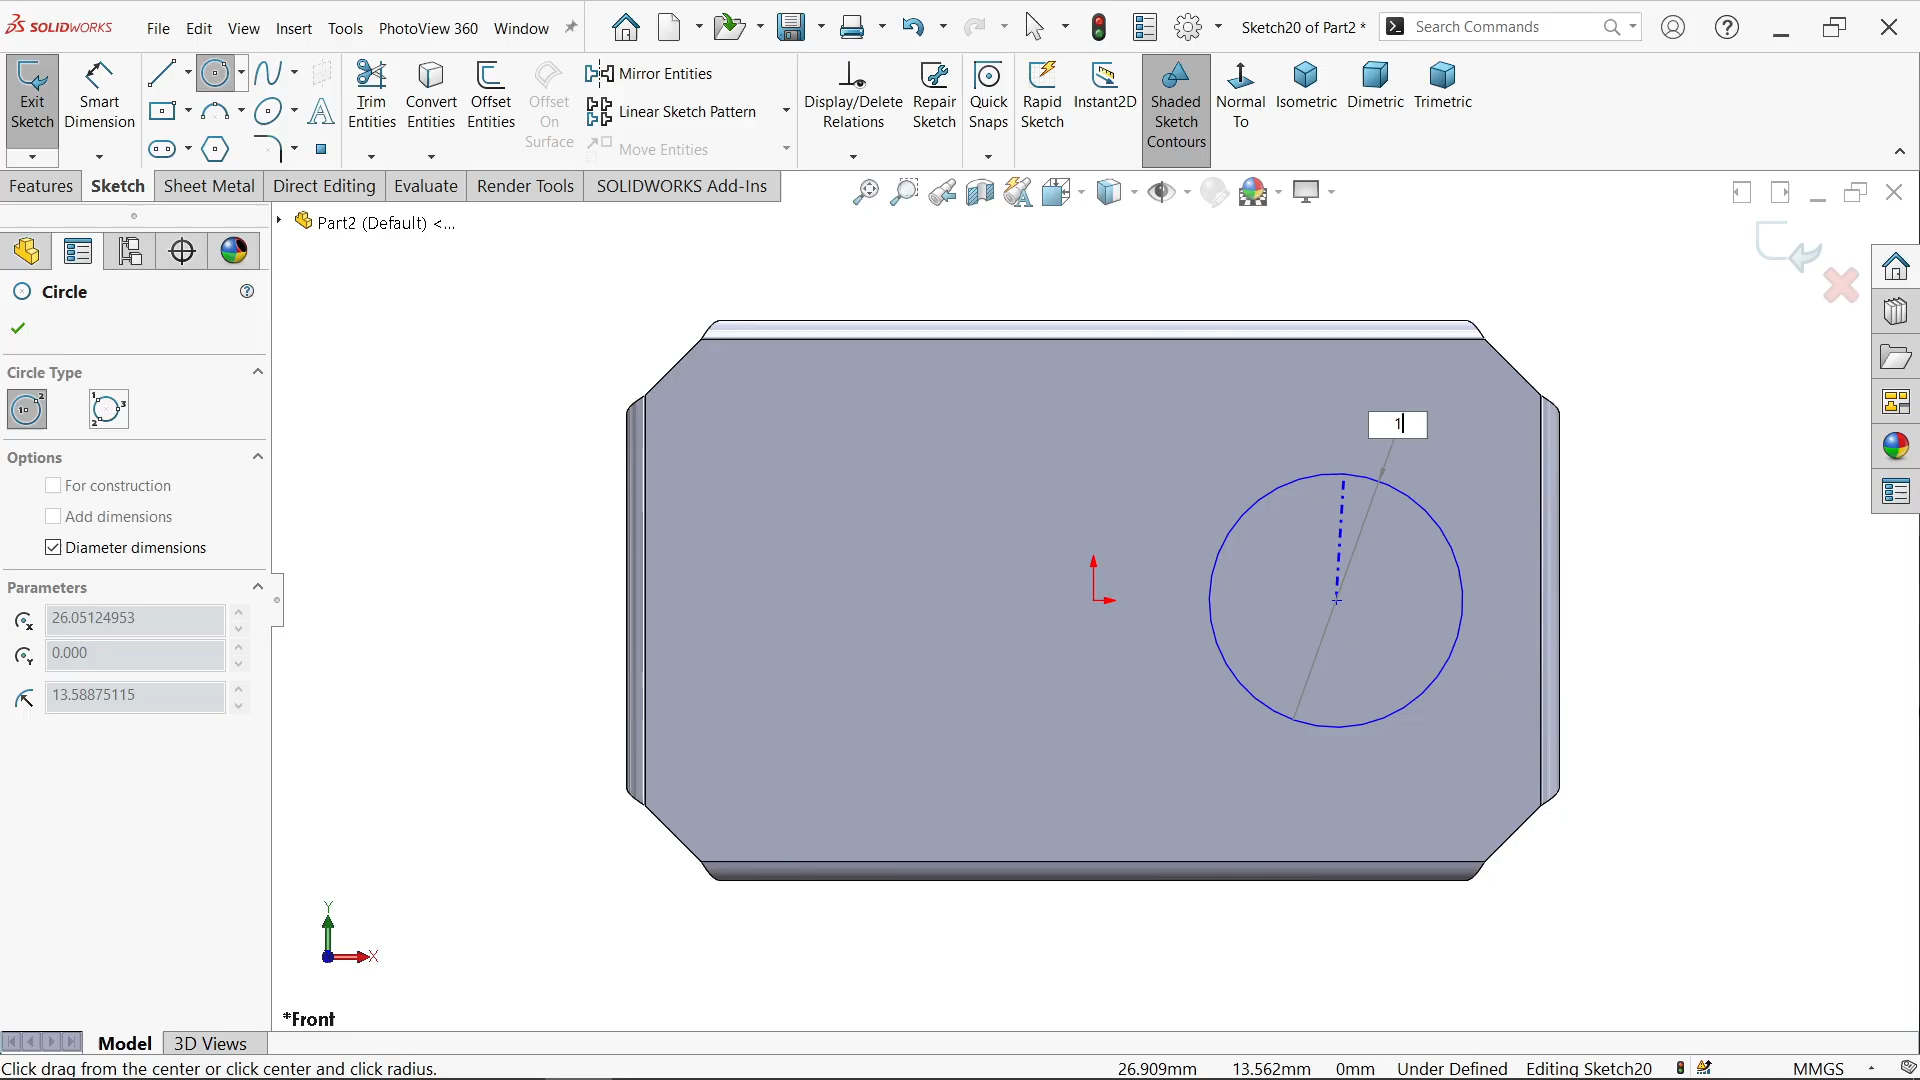 SOLIDWORKS File Edit View Insert Tools PhotoView 360 Window Sketch20 of Part2 * Search Commands
Exit Sketch
Smart Dimension
Trim Entities
Convert Entities
Offset Entities
Offset On Surface
Mirror Entities
Linear Sketch Pattern
Move Entities
Display/Delete Relations
Repair Sketch
Quick Snaps
Rapid Sketch
Instant2D
Shaded Sketch Contours
Normal To
Isometric
Dimetric
Trimetric
Features Sketch Sheet Metal Direct Editing Evaluate Render Tools SOLIDWORKS Add-Ins
Part2 (Default) <...
Circle
Circle Type
Options
For construction
Add dimensions
Diameter dimensions
Parameters
26.05124953
0.000
13.58875115
1
Y
X
*Front
Model 3D Views
Click drag from the center or click center and click radius. 26.909mm 13.562mm 0mm Under Defined Editing Sketch20 MMGS